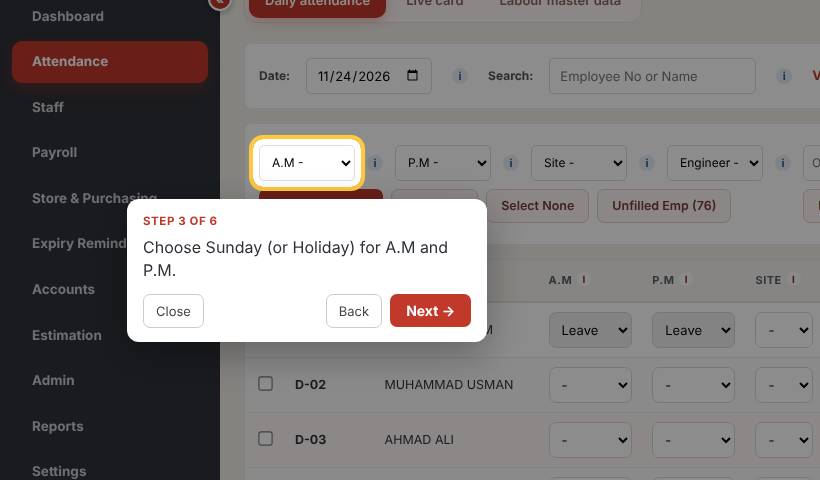 Dashboard
Attendance
Staff
Payroll
Store & Purchasing
Expiry Remind
Accounts
Estimation
Admin
Reports
Settings
Daily attendance
Live card
Labour master data
Date:
11/24/2026
i
Search:
Employee No or Name
i
V
A.M -
i
P.M -
i
Site -
i
Engineer -
i
Select None
Unfilled Emp (76)
STEP 3 OF 6
Choose Sunday (or Holiday) for A.M and
P.M.
Close
Back
Next →
A.M
P.M
SITE
M
Leave
Leave
-
D-02
MUHAMMAD USMAN
-
-
-
D-03
AHMAD ALI
-
-
-